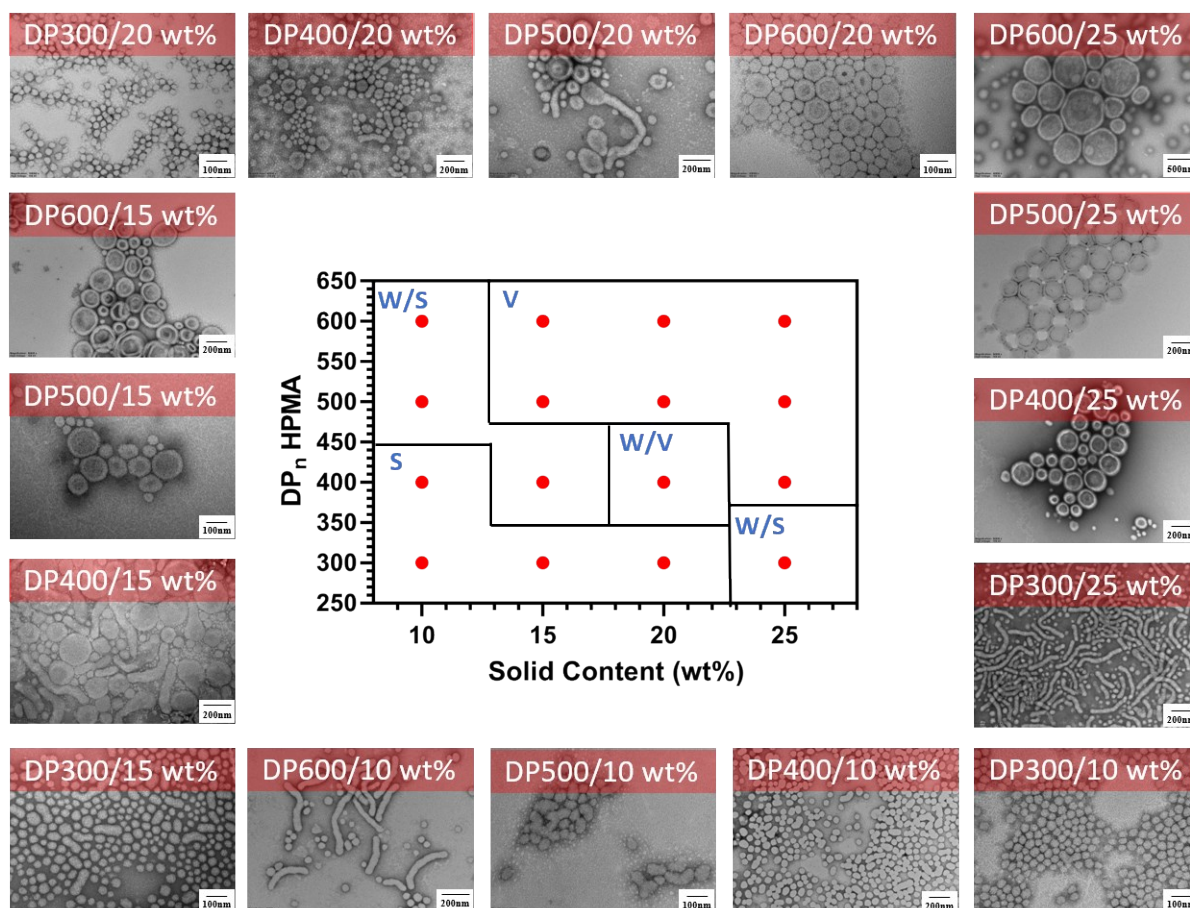 DP300/20 wt%
100nm
DP400/20 wt%
200nm
DP500/20 wt%
200nm
DP600/20 wt%
100nm
DP600/25 wt%
500nm
DP600/15 wt%
200nm
DP500/25 wt%
200nm
DP500/15 wt%
100nm
DP400/25 wt%
200nm
DP400/15 wt%
200nm
DP300/25 wt%
200nm
650
600
550
500
450
400
350
300
250
DPn HPMA
W/S
V
S
W/V
W/S
10
15
20
25
Solid Content (wt%)
DP300/15 wt%
100nm
DP600/10 wt%
200nm
DP500/10 wt%
100nm
DP400/10 wt%
200nm
DP300/10 wt%
100nm